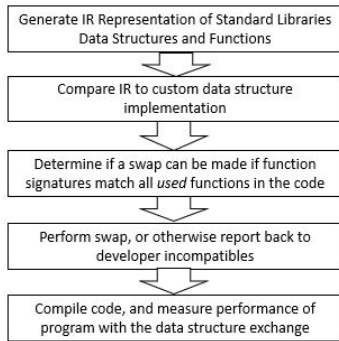 Generate IR Representation of Standard Libraries
Data Structures and Functions
Compare IR to custom data structure
implementation
Determine if a swap can be made if function
signatures match all used functions in the code
Perform swap, or otherwise report back to
developer incompatibles
Compile code, and measure performance of
program with the data structure exchange